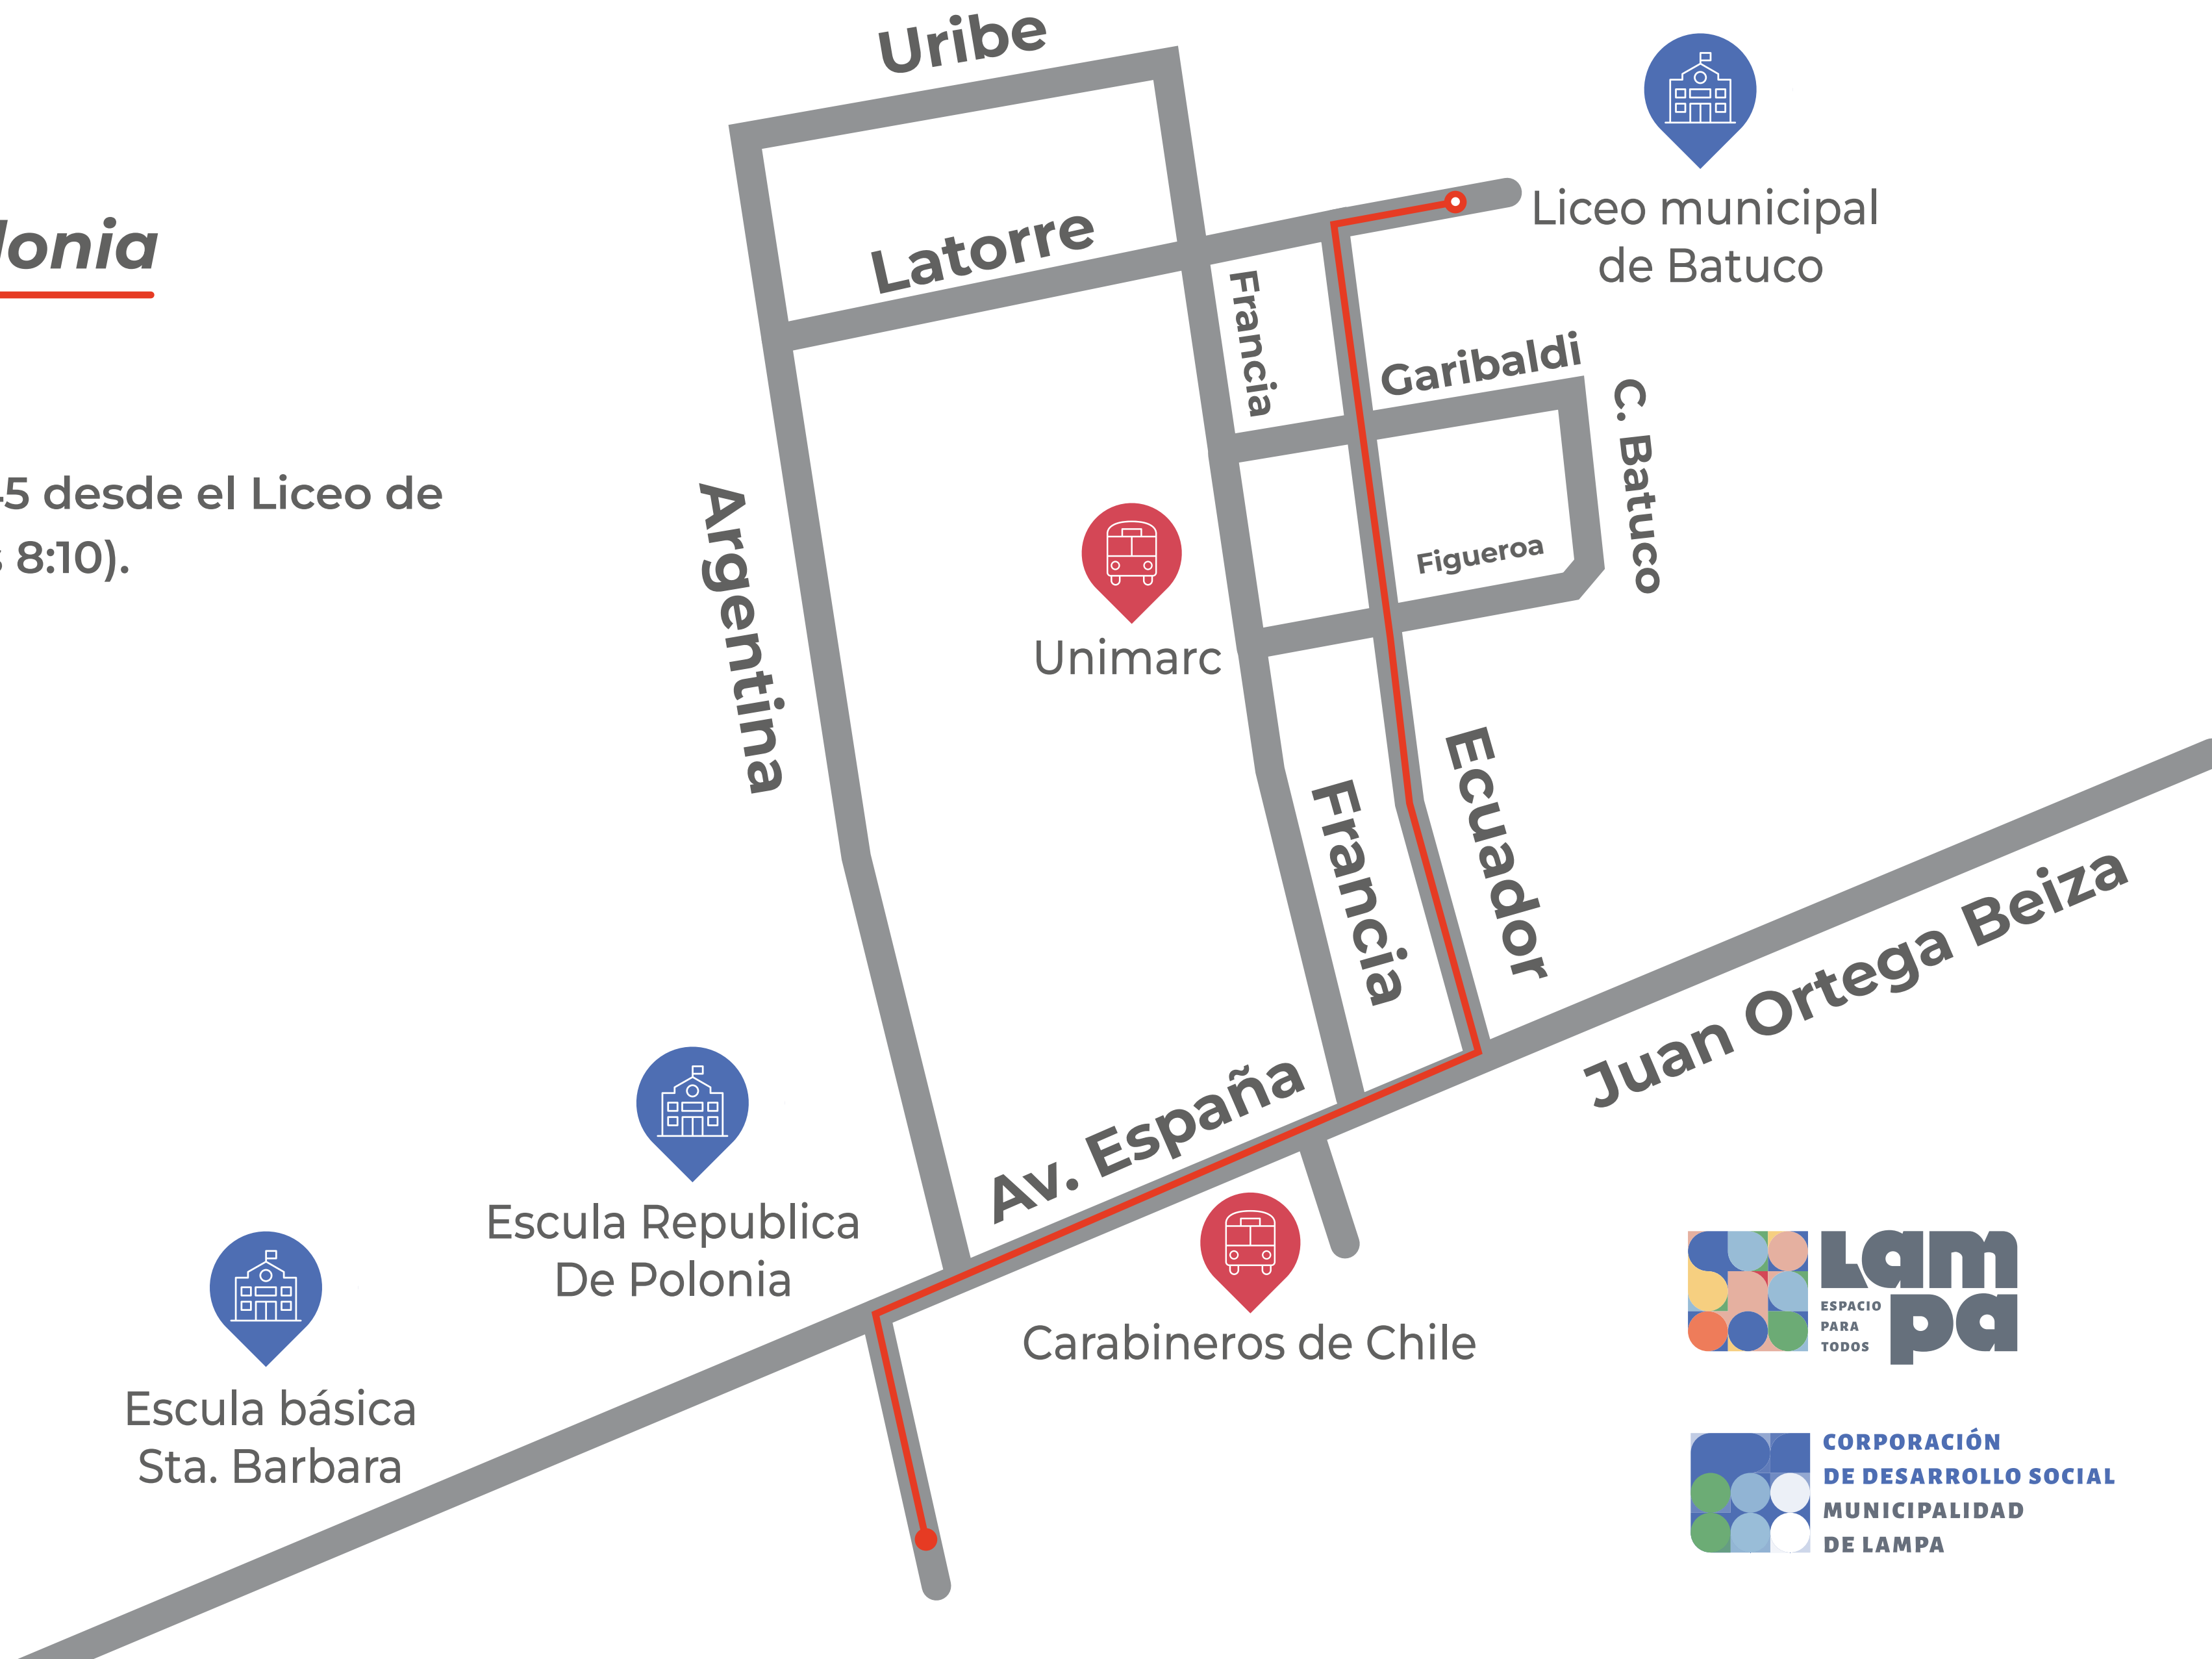 Uribe
Liceo municipal
de Batuco
Latorre
Francia
Garibaldi
C. Batuco
desde el Liceo de
8:10).
Argentina
Figueroa
Unimarc
Ecuador
Francia
Juan Ortega Beiza
Av. España
Escula Republica
De Polonia
Carabineros de Chile
Escula básica
Sta. Barbara
Lam
pa
ESPACIO
PARA
TODOS
CORPORACIÓN
DE DESARROLLO SOCIAL
MUNICIPALIDAD
DE LAMPA